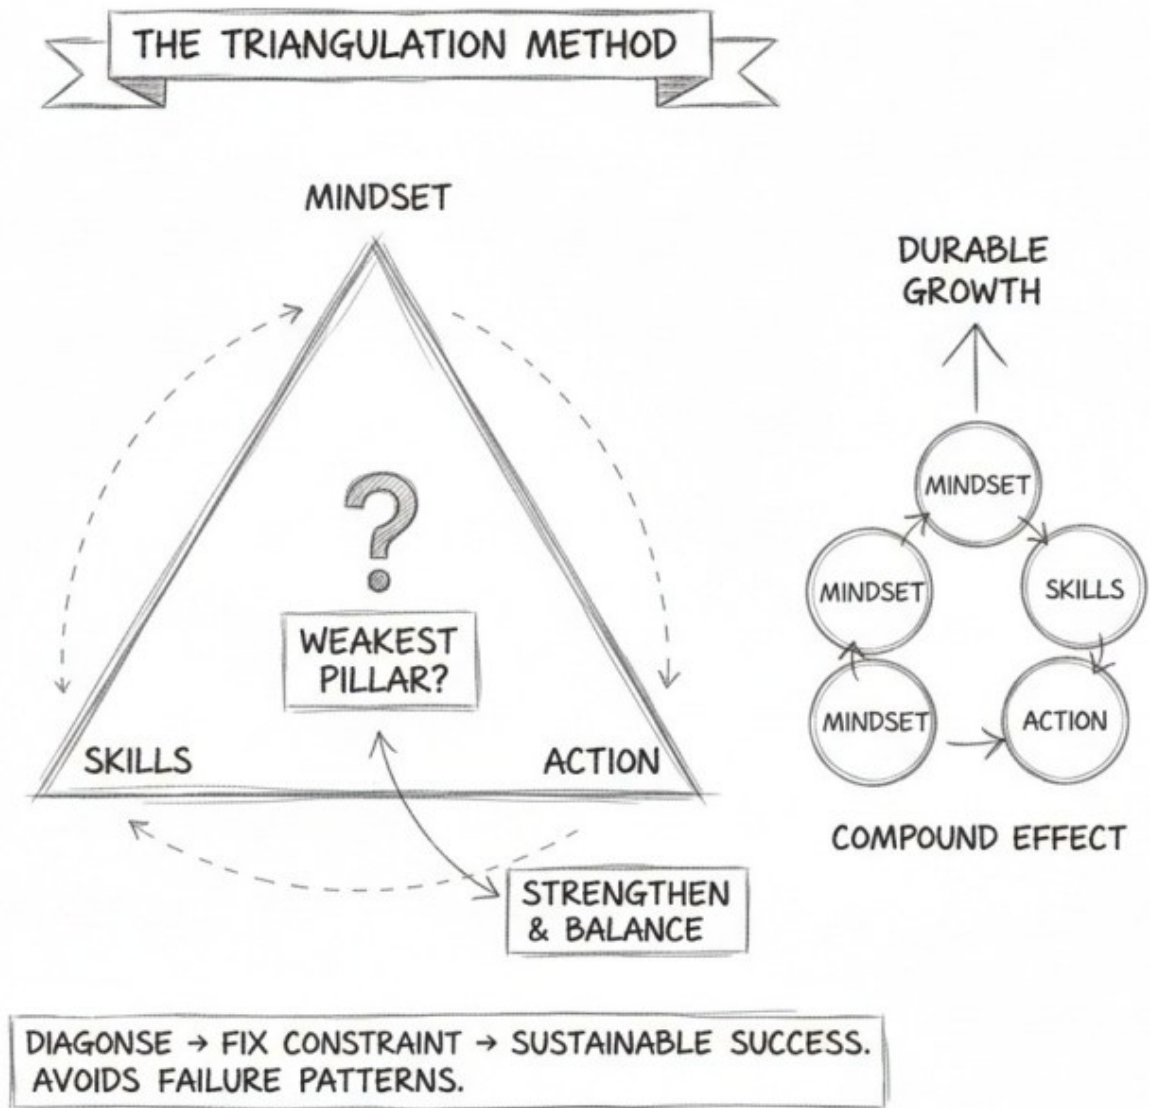 THE TRIANGULATION METHOD
MINDSET
WEAKEST
PILLAR?
SKILLS
ACTION
STRENGTHEN
& BALANCE
DURABLE
GROWTH
MINDSET
MINDSET
SKILLS
MINDSET
ACTION
COMPOUND EFFECT
DIAGONSE → FIX CONSTRAINT → SUSTAINABLE SUCCESS.
AVOIDS FAILURE PATTERNS.